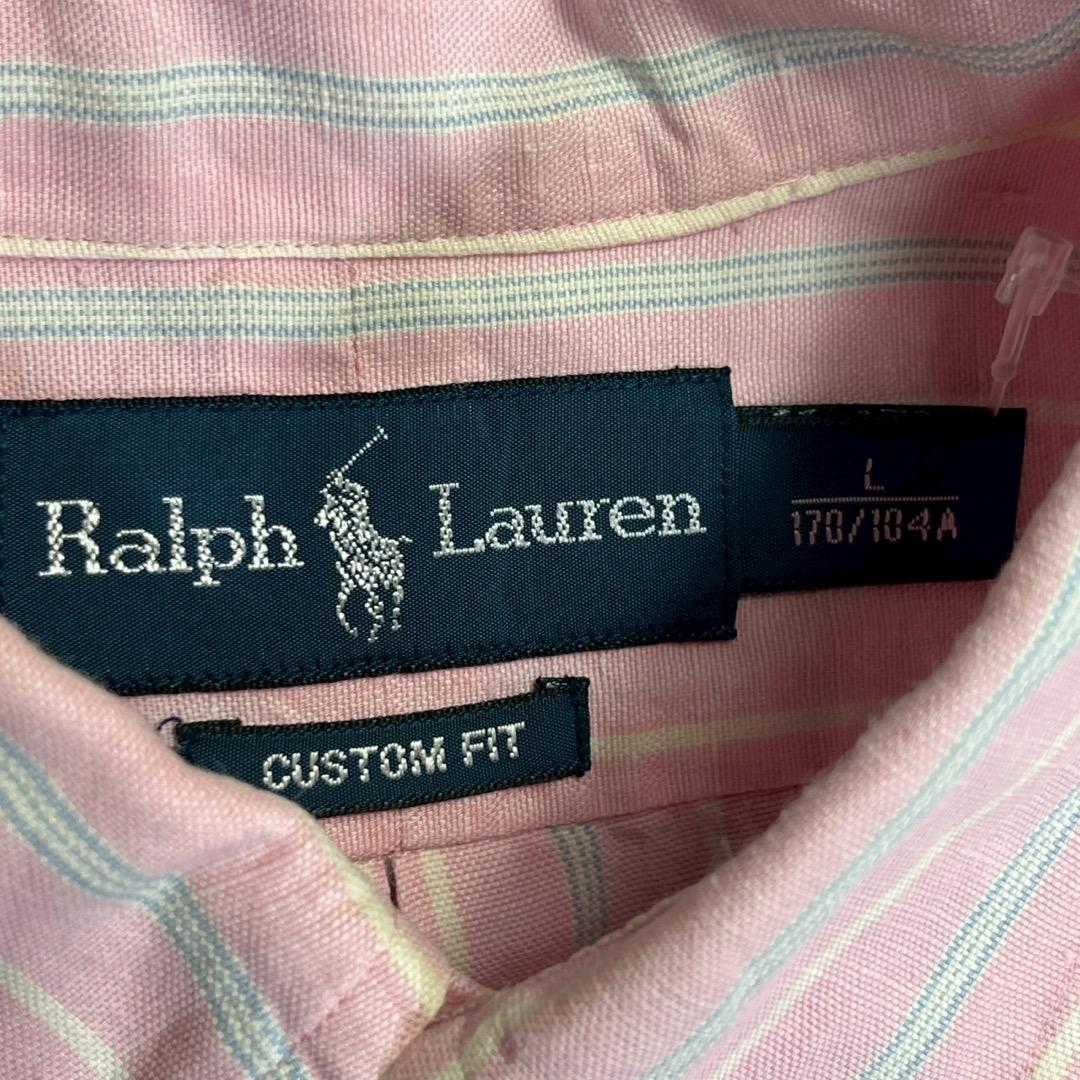 Ralph Lauren
L
170/104A
CUSTOM FIT